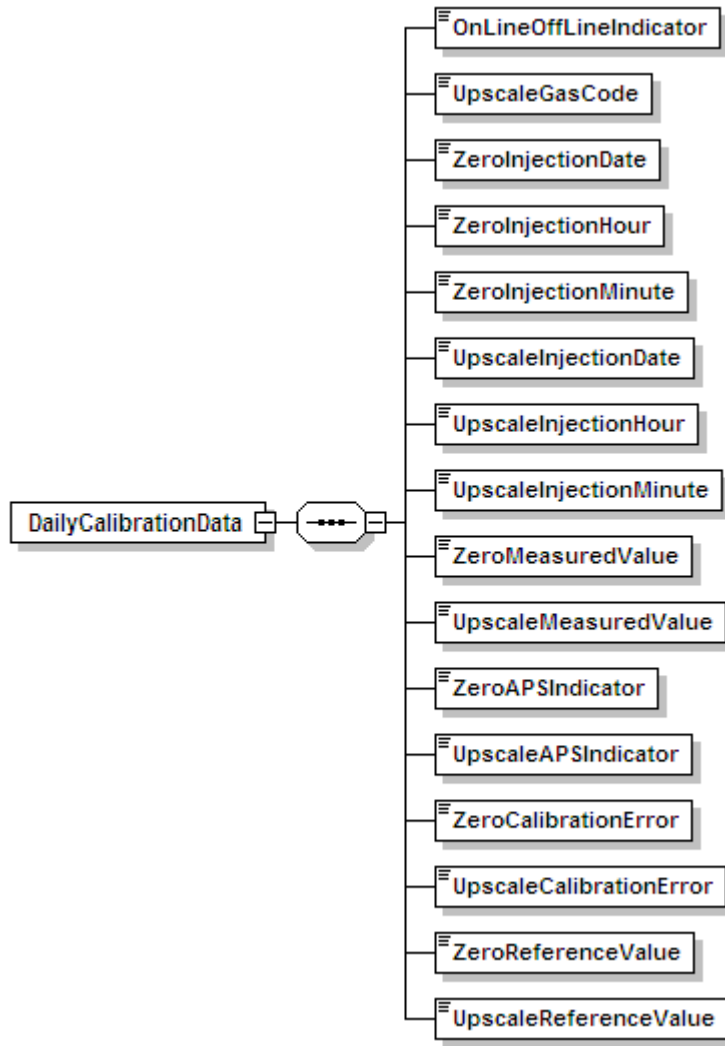 OnLineOffLineIndicator
UpscaleGasCode
ZeroInjectionDate
ZeroInjectionHour
ZeroInjectionMinute
UpscaleInjectionDate
UpscaleInjectionHour
UpscaleInjectionMinute
DailyCalibrationData
ZeroMeasuredValue
UpscaleMeasuredValue
ZeroAPSIndicator
UpscaleAPSIndicator
ZeroCalibrationError
UpscaleCalibrationError
ZeroReferenceValue
UpscaleReferenceValue